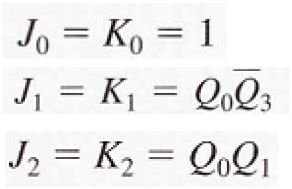 J₀ = K₀ = 1
J₁ = K₁ = Q₀Q̅₃
J₂ = K₂ = Q₀Q₁